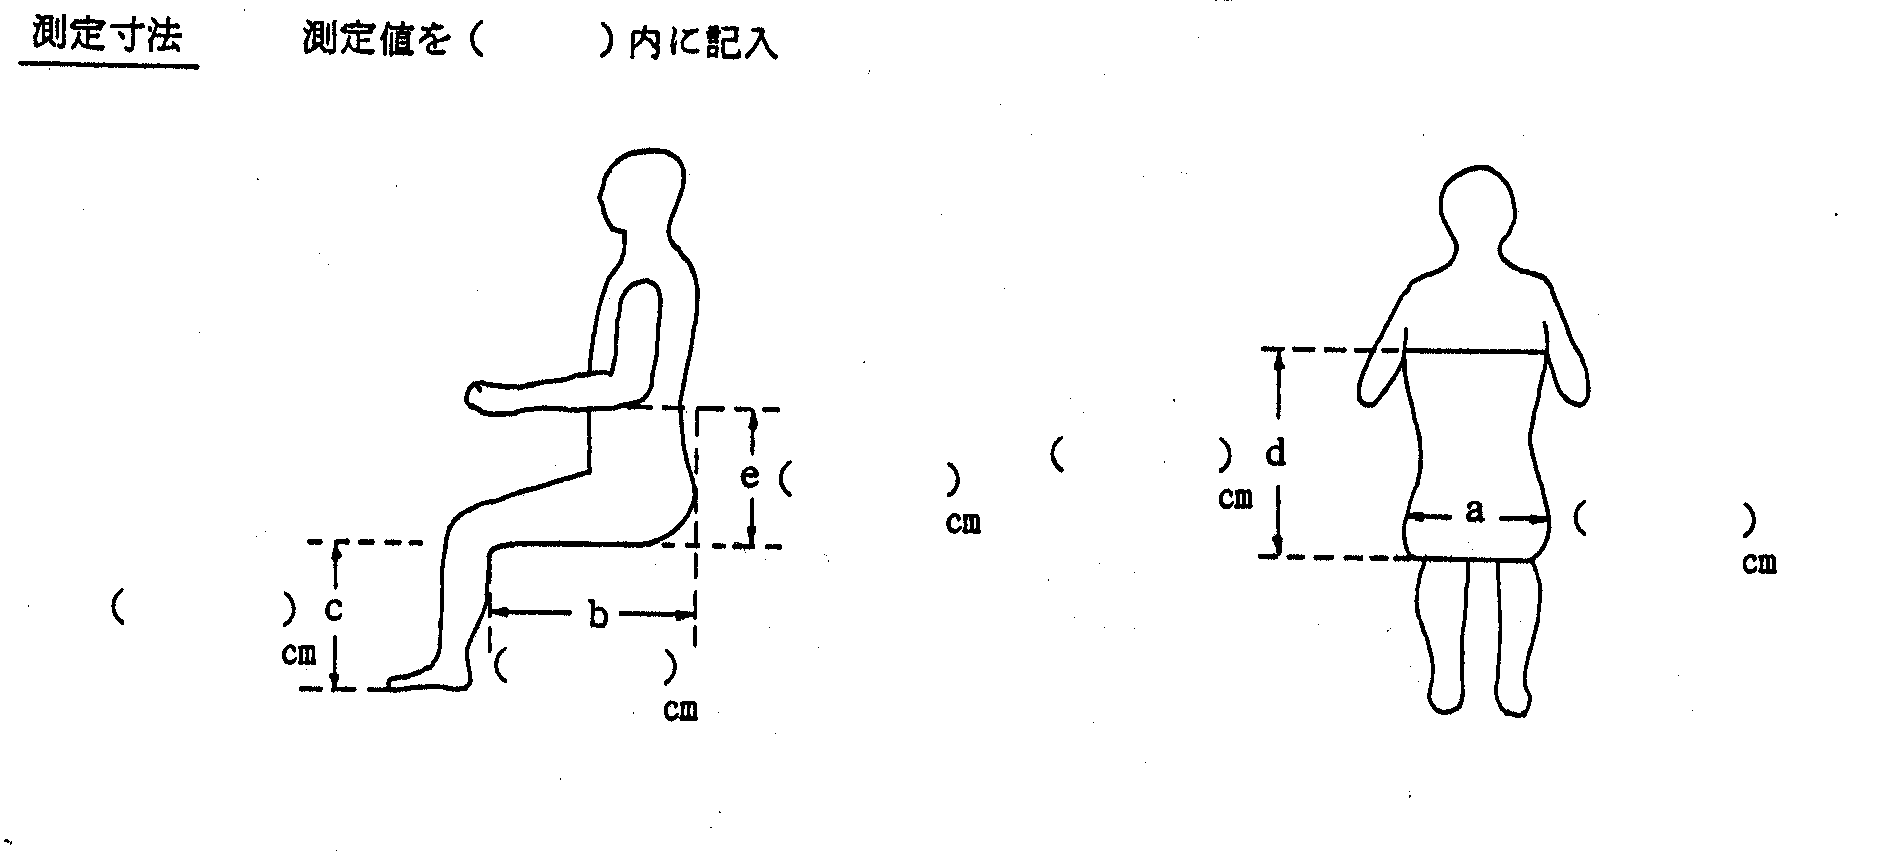 測定寸法 測定値を（ ）内に記入
e（ ）
cm
（ ） c
cm
b
（ ）
cm
（ ） d
cm
a （ ）
cm